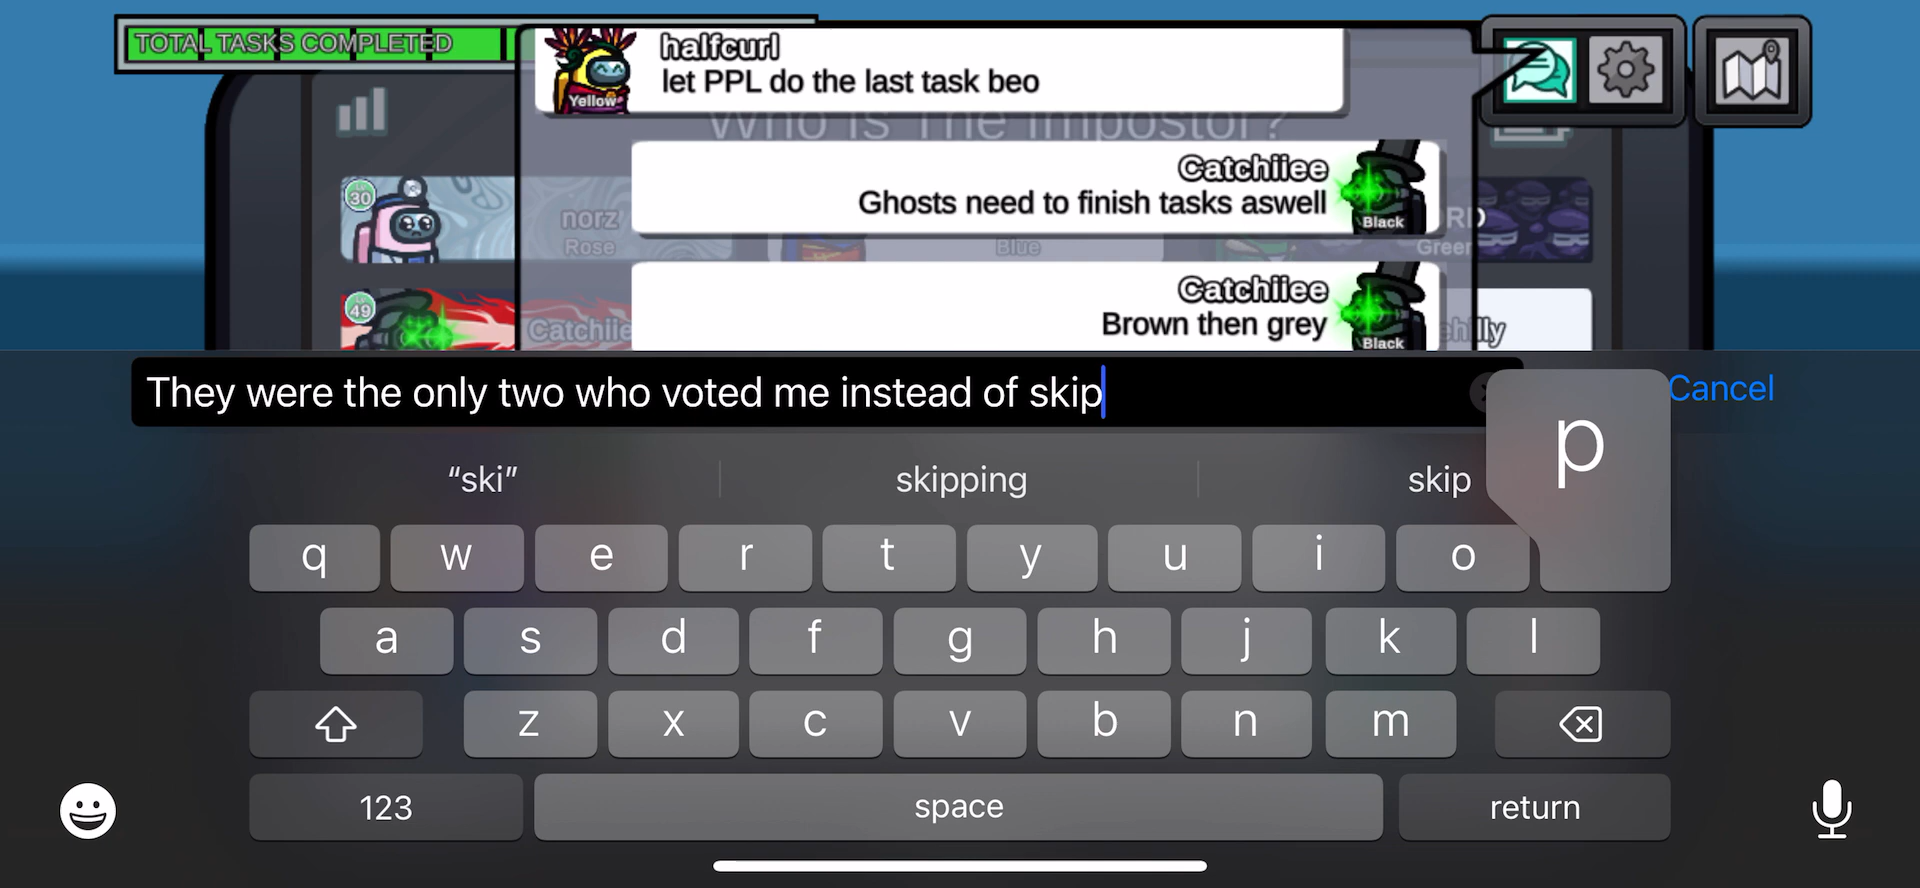 TOTAL TASKS COMPLETED
halfcurl
let PPL do the last task beo
Yellow
Who Is The Impostor?
Catchiiee
Ghosts need to finish tasks aswell
Black
30
norz
Rose
Blue
Green
Catchiiee
Brown then grey
Black
49
Catchiie
They were the only two who voted me instead of skip
Cancel
“ski”
skipping
skip
p
q w e r t y u i o
a s d f g h j k l
z x c v b n m
123
space
return